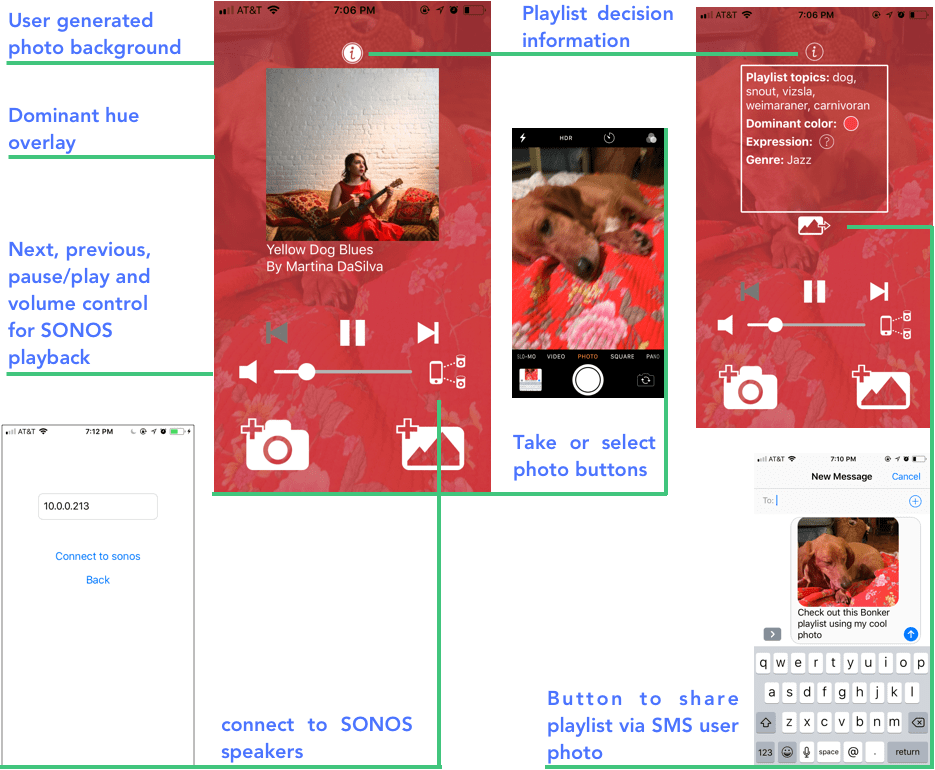 User generated
photo background
Dominant hue
overlay
Next, previous,
pause/play and
volume control
for SONOS
playback
AT&T 7:06 PM
i
Yellow Dog Blues
By Martina DaSilva
Playlist decision
information
HDR
SLO-MO VIDEO PHOTO SQUARE PANO
Take or select
photo buttons
AT&T 7:06 PM
i
Playlist topics: dog,
snout, vizsla,
weimaraner, carnivoran
Dominant color:
Expression: ?
Genre: Jazz
AT&T 7:12 PM
10.0.0.213
Connect to sonos
Back
connect to SONOS
speakers
AT&T 7:10 PM
New Message Cancel
To:
Check out this Bonker
playlist using my cool
photo
q w e r t y u i o p
a s d f g h j k l
z x c v b n m
123 space @ . return
Button to share
playlist via SMS user
photo